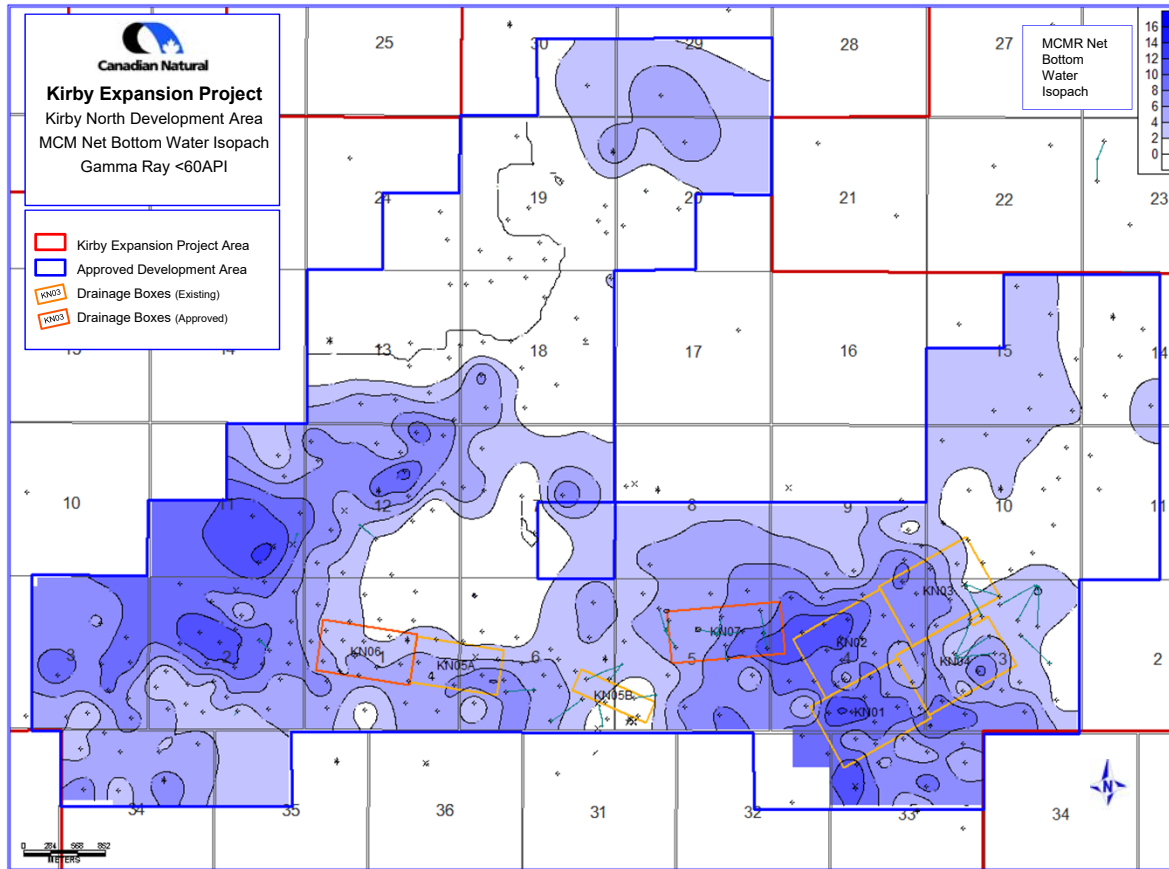 Canadian Natural
Kirby Expansion Project
Kirby North Development Area
MCM Net Bottom Water Isopach
Gamma Ray <60API
Kirby Expansion Project Area
Approved Development Area
KN03 Drainage Boxes (Existing)
KN03 Drainage Boxes (Approved)
MCMR Net
Bottom
Water
Isopach
16
14
12
10
8
6
4
2
0
25 30 29 28 27
24 19 20 21 22 23
13 18 17 16 15 14
10 11 12 7 8 9 10 11
3 2 1 6 5 4 3 2
34 35 36 31 32 33 34
KN03
KN02
KN07
KN06
KN05A
KN04
KN05B
KN01
N
0 284 568 852
METERS